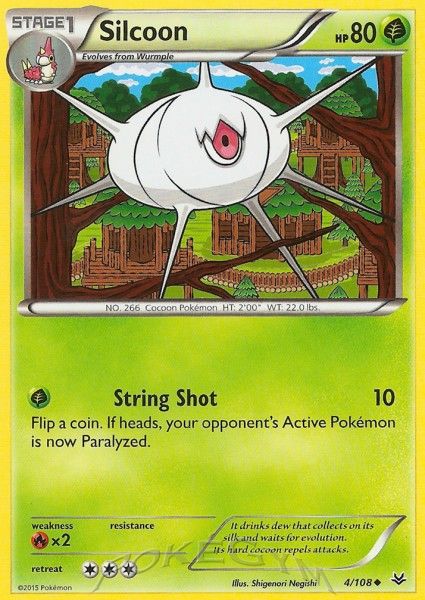 STAGE1
Silcoon
HP 80
Evolves from Wurmple
NO. 266 Cocoon Pokémon HT: 2'00" WT: 22.0 lbs.
String Shot 10
Flip a coin. If heads, your opponent's Active Pokémon
is now Paralyzed.
weakness resistance
×2
retreat
It drinks dew that collects on its
silk and waits for evolution.
Its hard cocoon repels attacks.
POKEGYM
©2015 Pokémon
Illus. Shigenori Negishi
4/108